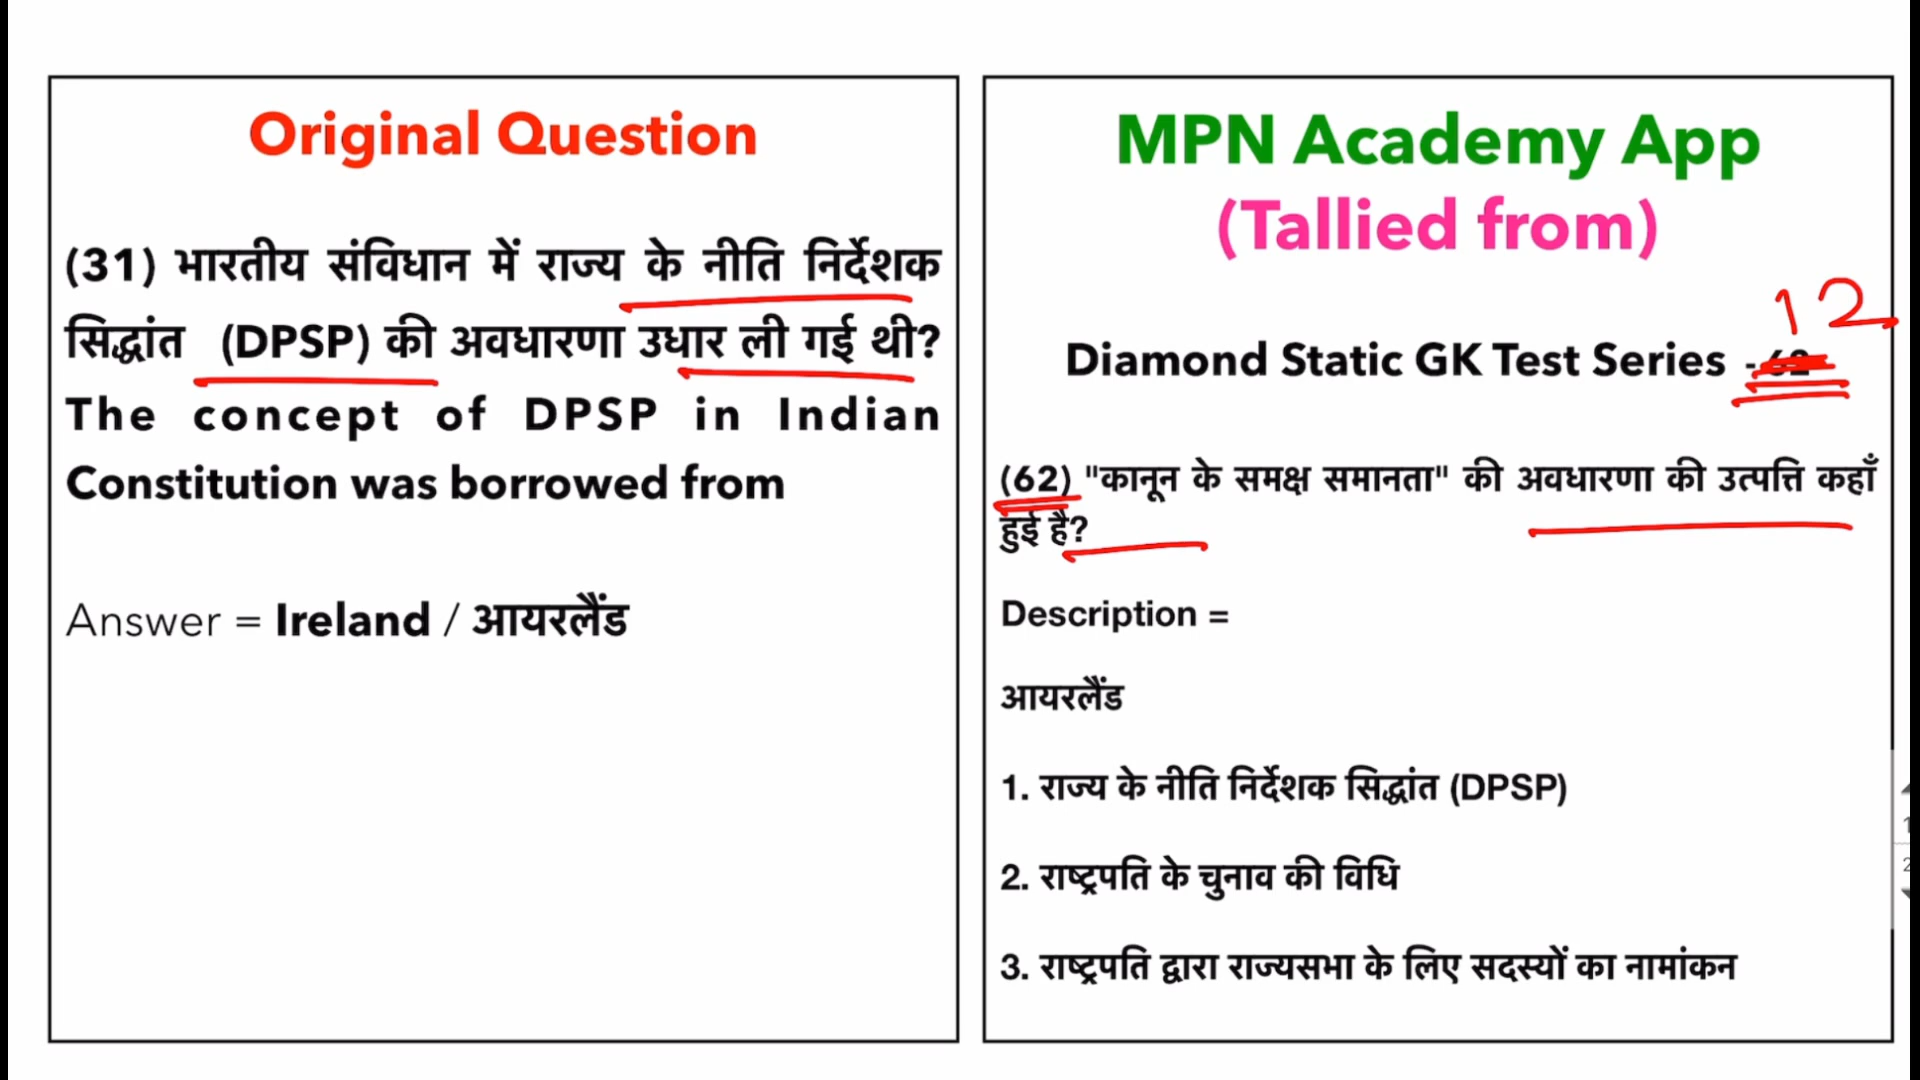 Original Question
(31) भारतीय संविधान में राज्य के नीति निर्देशक
सिद्धांत (DPSP) की अवधारणा उधार ली गई थी?
The concept of DPSP in Indian
Constitution was borrowed from
Answer = Ireland / आयरलैंड
MPN Academy App
(Tallied from)
12
Diamond Static GK Test Series -
(62) "कानून के समक्ष समानता" की अवधारणा की उत्पत्ति कहाँ
हुई है?
Description =
आयरलैंड
1. राज्य के नीति निर्देशक सिद्धांत (DPSP)
2. राष्ट्रपति के चुनाव की विधि
3. राष्ट्रपति द्वारा राज्यसभा के लिए सदस्यों का नामांकन